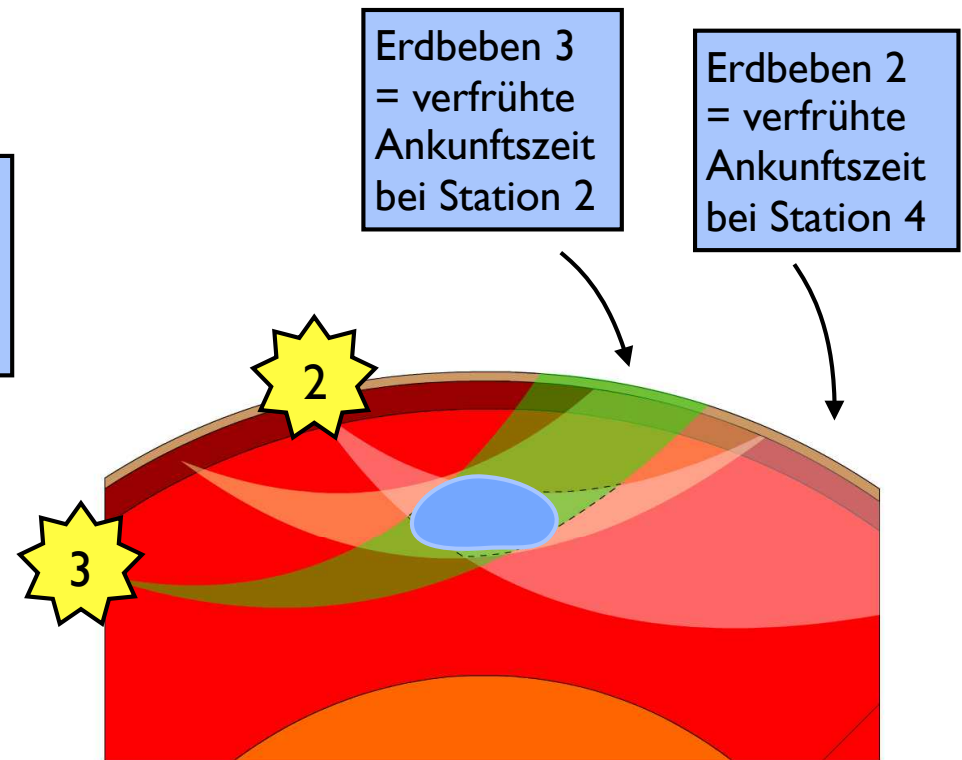 Erdbeben 3
= verfrühte
Ankunftszeit
bei Station 2
Erdbeben 2
= verfrühte
Ankunftszeit
bei Station 4
2
3